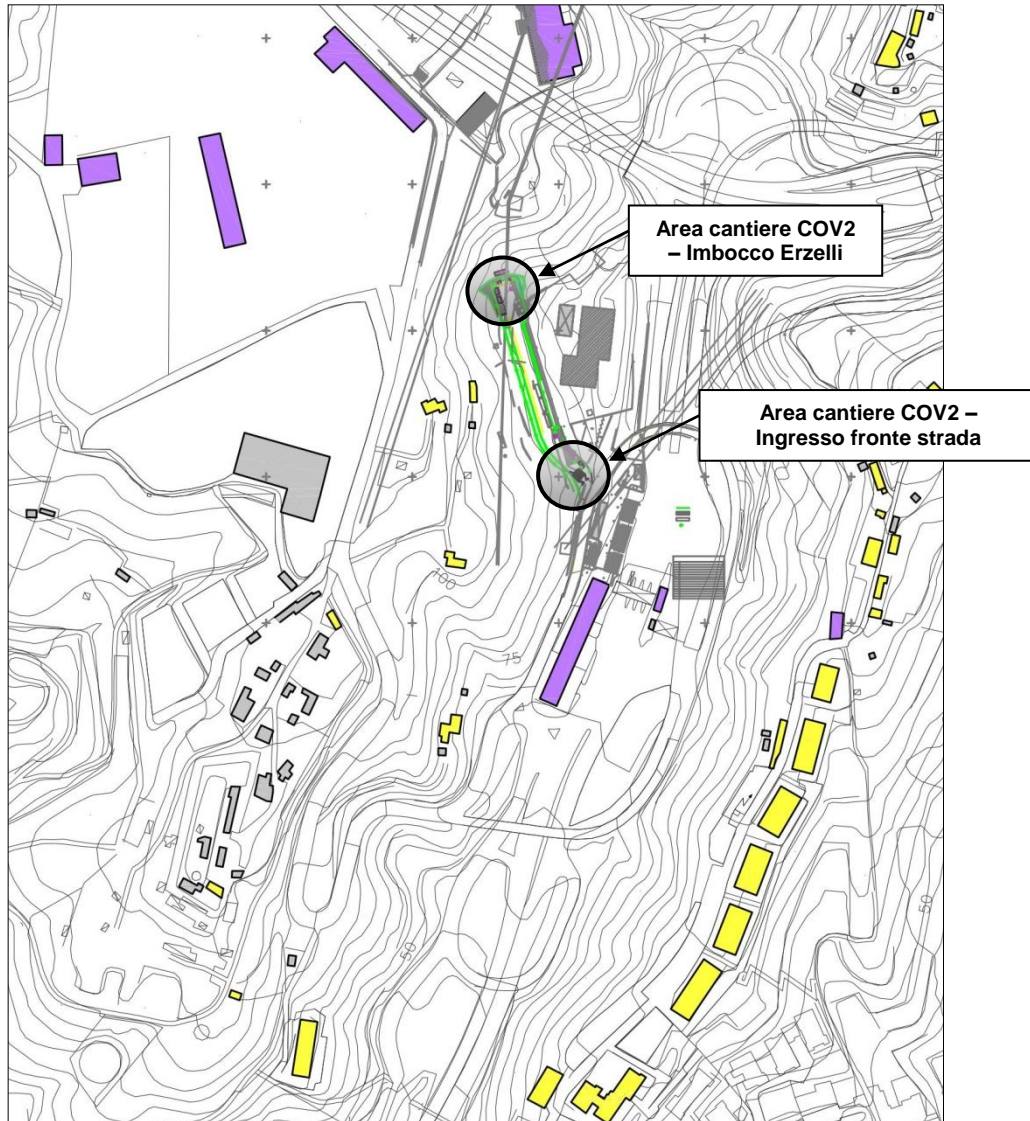 Area cantiere COV2
– Imbocco Erzelli
Area cantiere COV2 –
Ingresso fronte strada
100
75
50
50